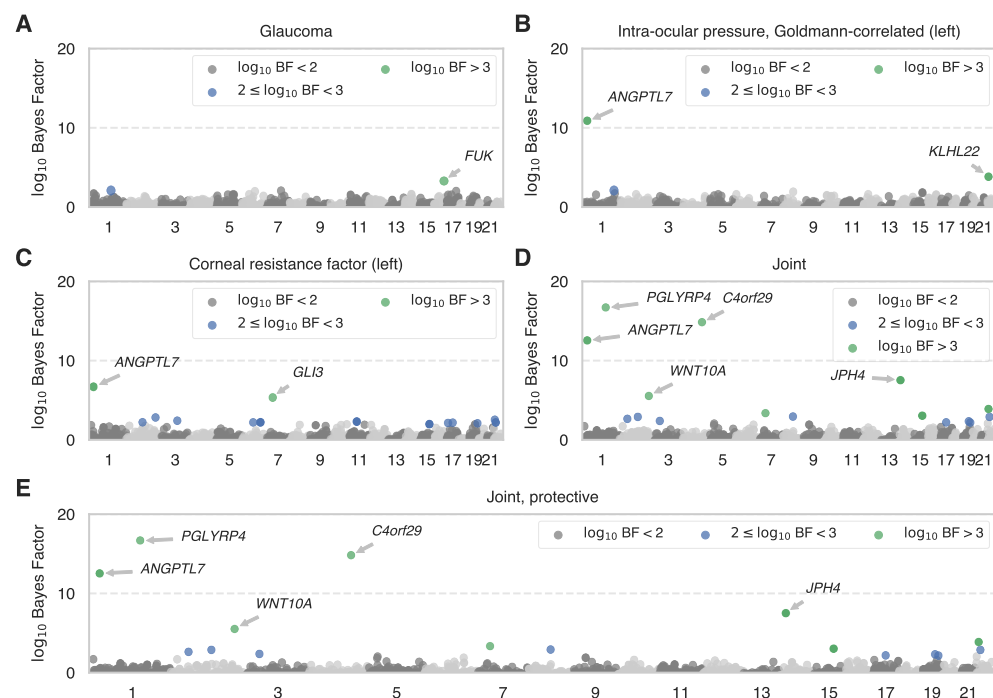 A
Glaucoma
log₁₀ Bayes Factor
20
10
0
log₁₀ BF < 2
2 ≤ log₁₀ BF < 3
log₁₀ BF > 3
FUK
1 3 5 7 9 11 13 15 17 19 21
B
Intra-ocular pressure, Goldmann-correlated (left)
log₁₀ Bayes Factor
20
10
0
log₁₀ BF < 2
2 ≤ log₁₀ BF < 3
log₁₀ BF > 3
ANGPTL7
KLHL22
1 3 5 7 9 11 13 15 17 19 21
C
Corneal resistance factor (left)
log₁₀ Bayes Factor
20
10
0
log₁₀ BF < 2
2 ≤ log₁₀ BF < 3
log₁₀ BF > 3
ANGPTL7
GLI3
1 3 5 7 9 11 13 15 17 19 21
D
Joint
log₁₀ Bayes Factor
20
10
0
log₁₀ BF < 2
2 ≤ log₁₀ BF < 3
log₁₀ BF > 3
PGLYRP4
C4orf29
ANGPTL7
WNT10A
JPH4
1 3 5 7 9 11 13 15 17 19 21
E
Joint, protective
log₁₀ Bayes Factor
20
10
0
log₁₀ BF < 2
2 ≤ log₁₀ BF < 3
log₁₀ BF > 3
PGLYRP4
C4orf29
ANGPTL7
WNT10A
JPH4
1 3 5 7 9 11 13 15 17 19 21